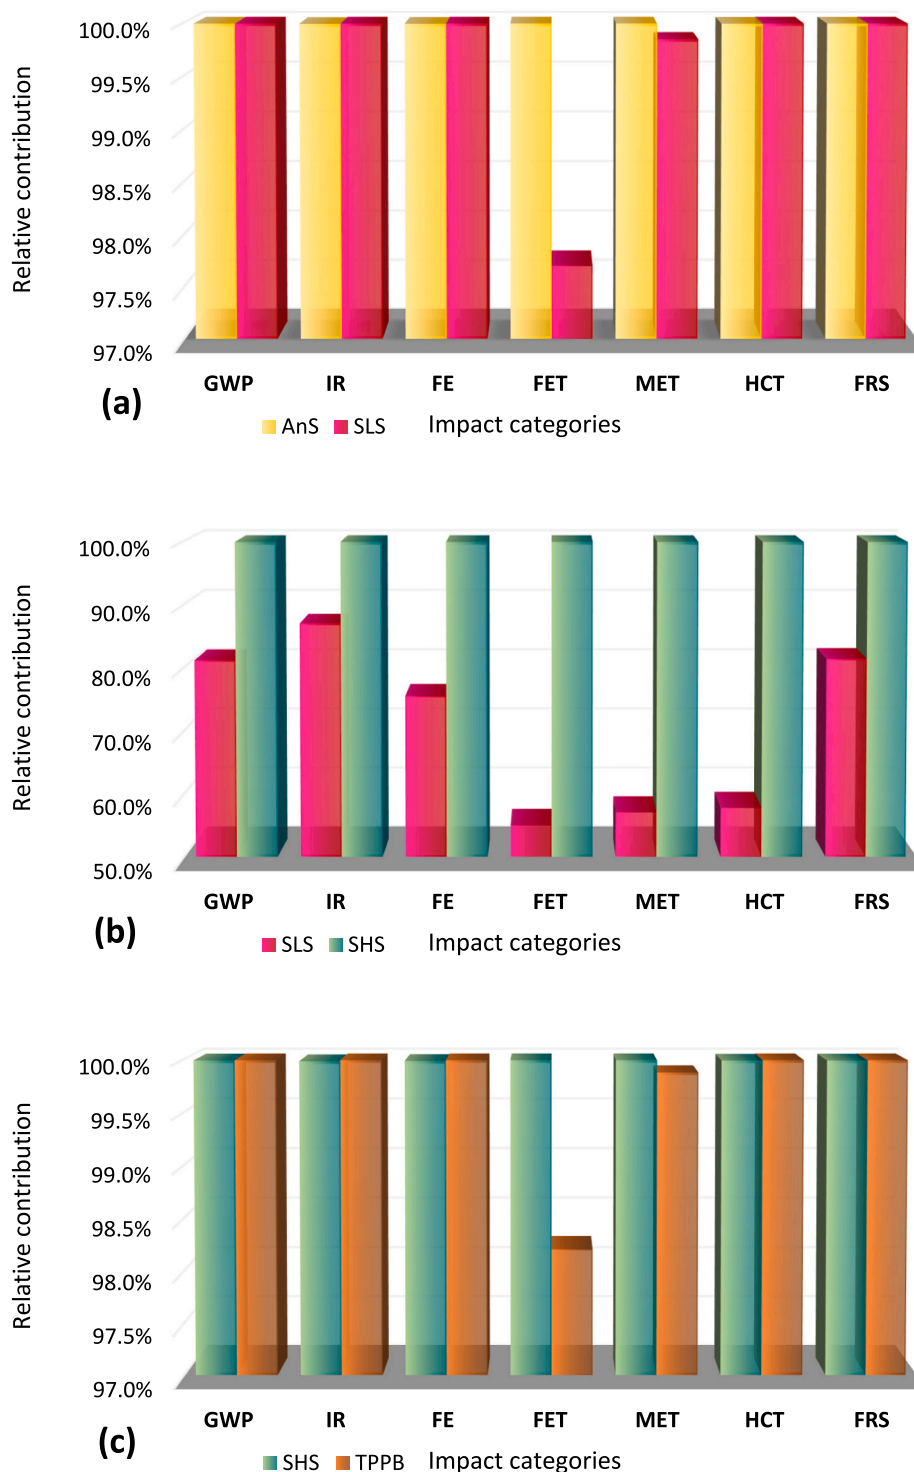 Relative contribution
100.0%
99.5%
99.0%
98.5%
98.0%
97.5%
97.0%
GWP IR FE FET MET HCT FRS
(a)
AnS SLS Impact categories
Relative contribution
100.0%
90.0%
80.0%
70.0%
60.0%
50.0%
GWP IR FE FET MET HCT FRS
(b)
SLS SHS Impact categories
Relative contribution
100.0%
99.5%
99.0%
98.5%
98.0%
97.5%
97.0%
GWP IR FE FET MET HCT FRS
(c)
SHS TPPB Impact categories